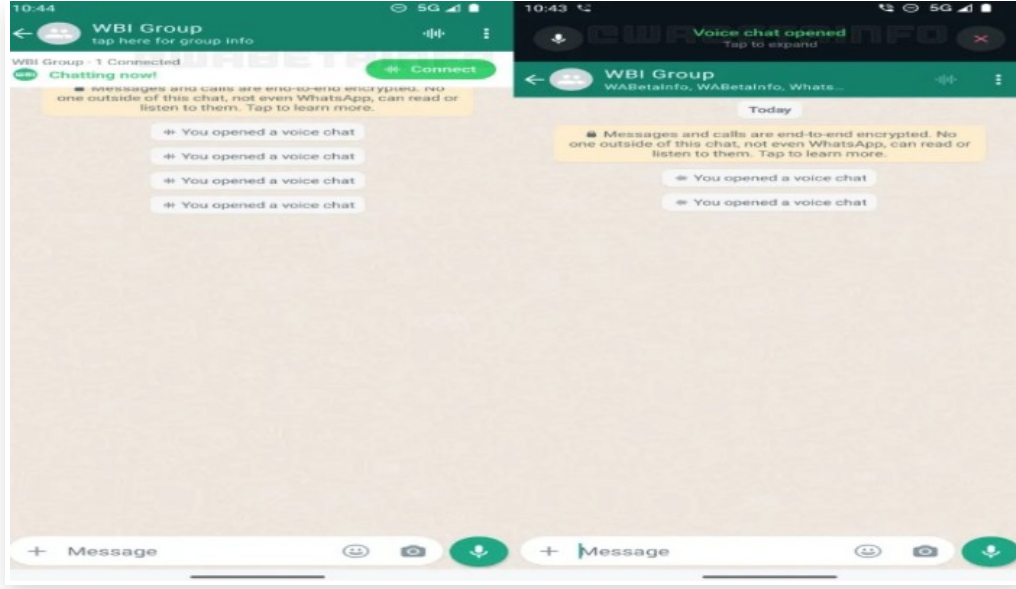 10:44
5G
WBI Group
tap here for group info
WBI Group - 1 Connected
WBI
Chatting now!
Connect
Messages and calls are end-to-end encrypted. No
one outside of this chat, not even WhatsApp, can read or
listen to them. Tap to learn more.
You opened a voice chat
You opened a voice chat
You opened a voice chat
You opened a voice chat
Message
10:43
5G
Voice chat opened
Tap to expand
WBI Group
WABetaInfo, WABetaInfo, Whats...
Today
Messages and calls are end-to-end encrypted. No
one outside of this chat, not even WhatsApp, can read or
listen to them. Tap to learn more.
You opened a voice chat
You opened a voice chat
Message